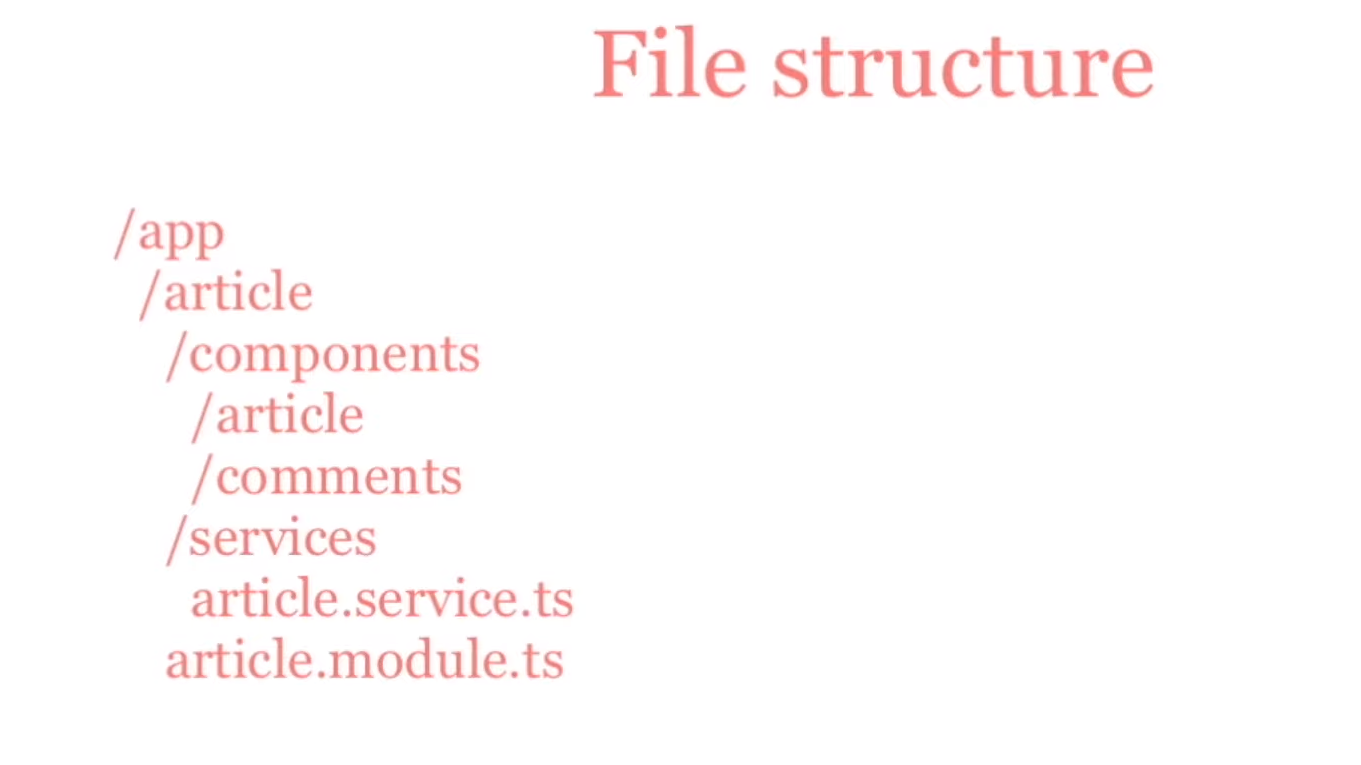 File structure
/app
/article
/components
/article
/comments
/services
article.service.ts
article.module.ts